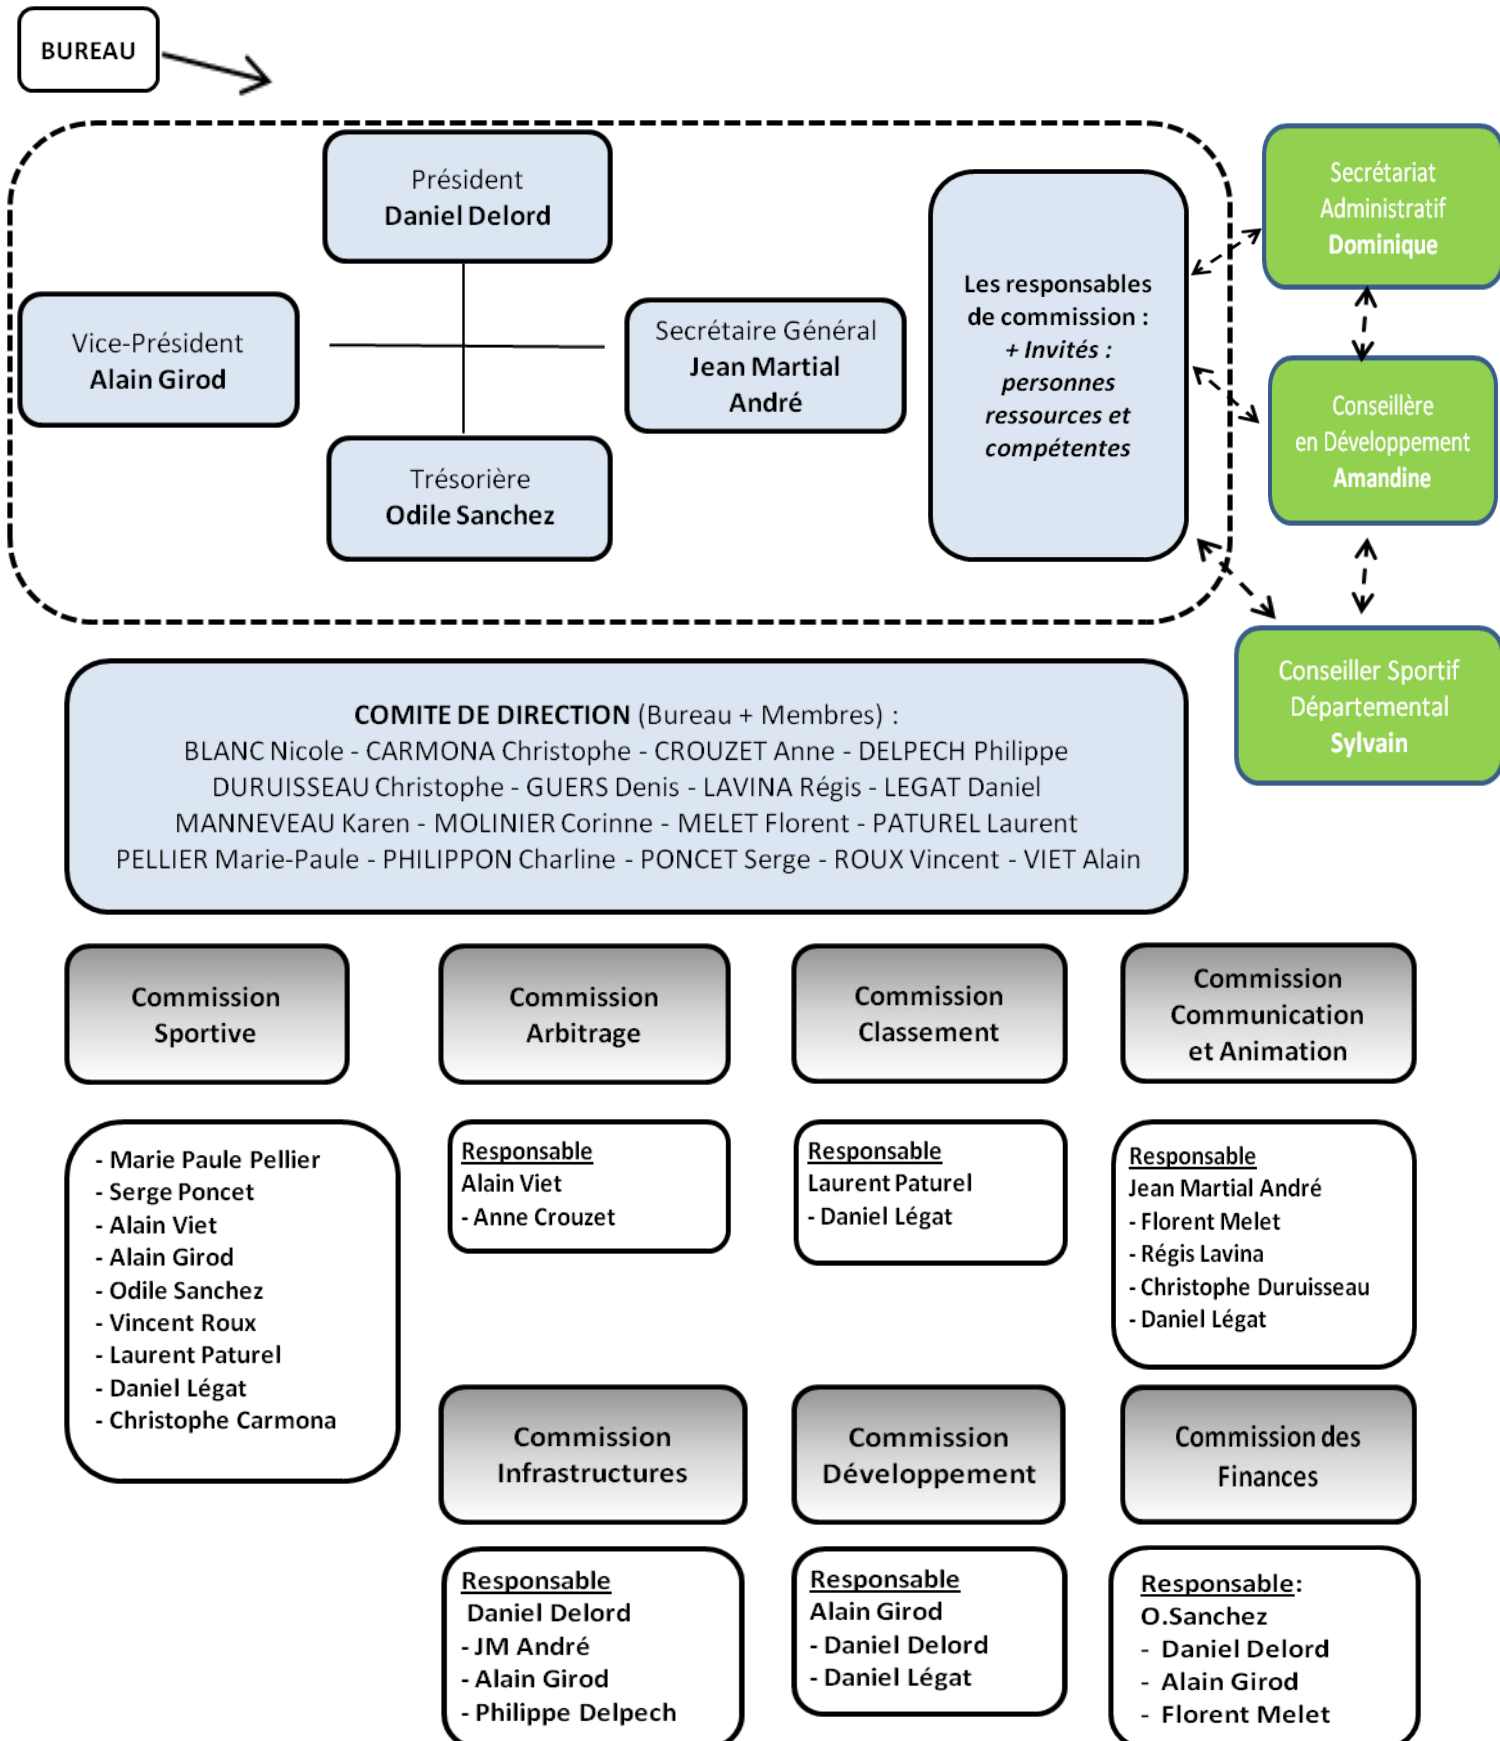 BUREAU
Président
Daniel Delord
Vice-Président
Alain Girod
Secrétaire Général
Jean Martial
André
Trésorière
Odile Sanchez
Les responsables
de commission :
+ Invités :
personnes
ressources et
compétentes
Secrétariat
Administratif
Dominique
Conseillère
en Développement
Amandine
Conseiller Sportif
Départemental
Sylvain
COMITE DE DIRECTION (Bureau + Membres) :
BLANC Nicole - CARMONA Christophe - CROUZET Anne - DELPECH Philippe
DURUISSEAU Christophe - GUERS Denis - LAVINA Régis - LEGAT Daniel
MANNEVEAU Karen - MOLINIER Corinne - MELET Florent - PATUREL Laurent
PELLIER Marie-Paule - PHILIPPON Charline - PONCET Serge - ROUX Vincent - VIET Alain
Commission
Sportive
- Marie Paule Pellier
- Serge Poncet
- Alain Viet
- Alain Girod
- Odile Sanchez
- Vincent Roux
- Laurent Paturel
- Daniel Légat
- Christophe Carmona
Commission
Arbitrage
Responsable
Alain Viet
- Anne Crouzet
Commission
Classement
Responsable
Laurent Paturel
- Daniel Légat
Commission
Communication
et Animation
Responsable
Jean Martial André
- Florent Melet
- Régis Lavina
- Christophe Duruisseau
- Daniel Légat
Commission
Infrastructures
Responsable
Daniel Delord
- JM André
- Alain Girod
- Philippe Delpech
Commission
Développement
Responsable
Alain Girod
- Daniel Delord
- Daniel Légat
Commission des
Finances
Responsable:
O.Sanchez
- Daniel Delord
- Alain Girod
- Florent Melet